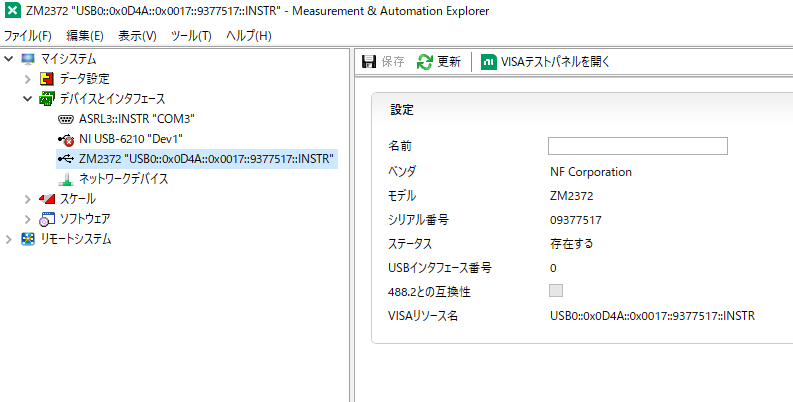 ZM2372 "USB0::0x0D4A::0x0017::9377517::INSTR" - Measurement & Automation Explorer
ファイル(F) 編集(E) 表示(V) ツール(T) ヘルプ(H)
マイシステム
データ設定
デバイスとインタフェース
ASRL3::INSTR "COM3"
NI USB-6210 "Dev1"
ZM2372 "USB0::0x0D4A::0x0017::9377517::INSTR"
ネットワークデバイス
スケール
ソフトウェア
リモートシステム
保存 更新 VISAテストパネルを開く
設定
名前
ベンダ NF Corporation
モデル ZM2372
シリアル番号 09377517
ステータス 存在する
USBインタフェース番号 0
488.2との互換性
VISAリソース名 USB0::0x0D4A::0x0017::9377517::INSTR